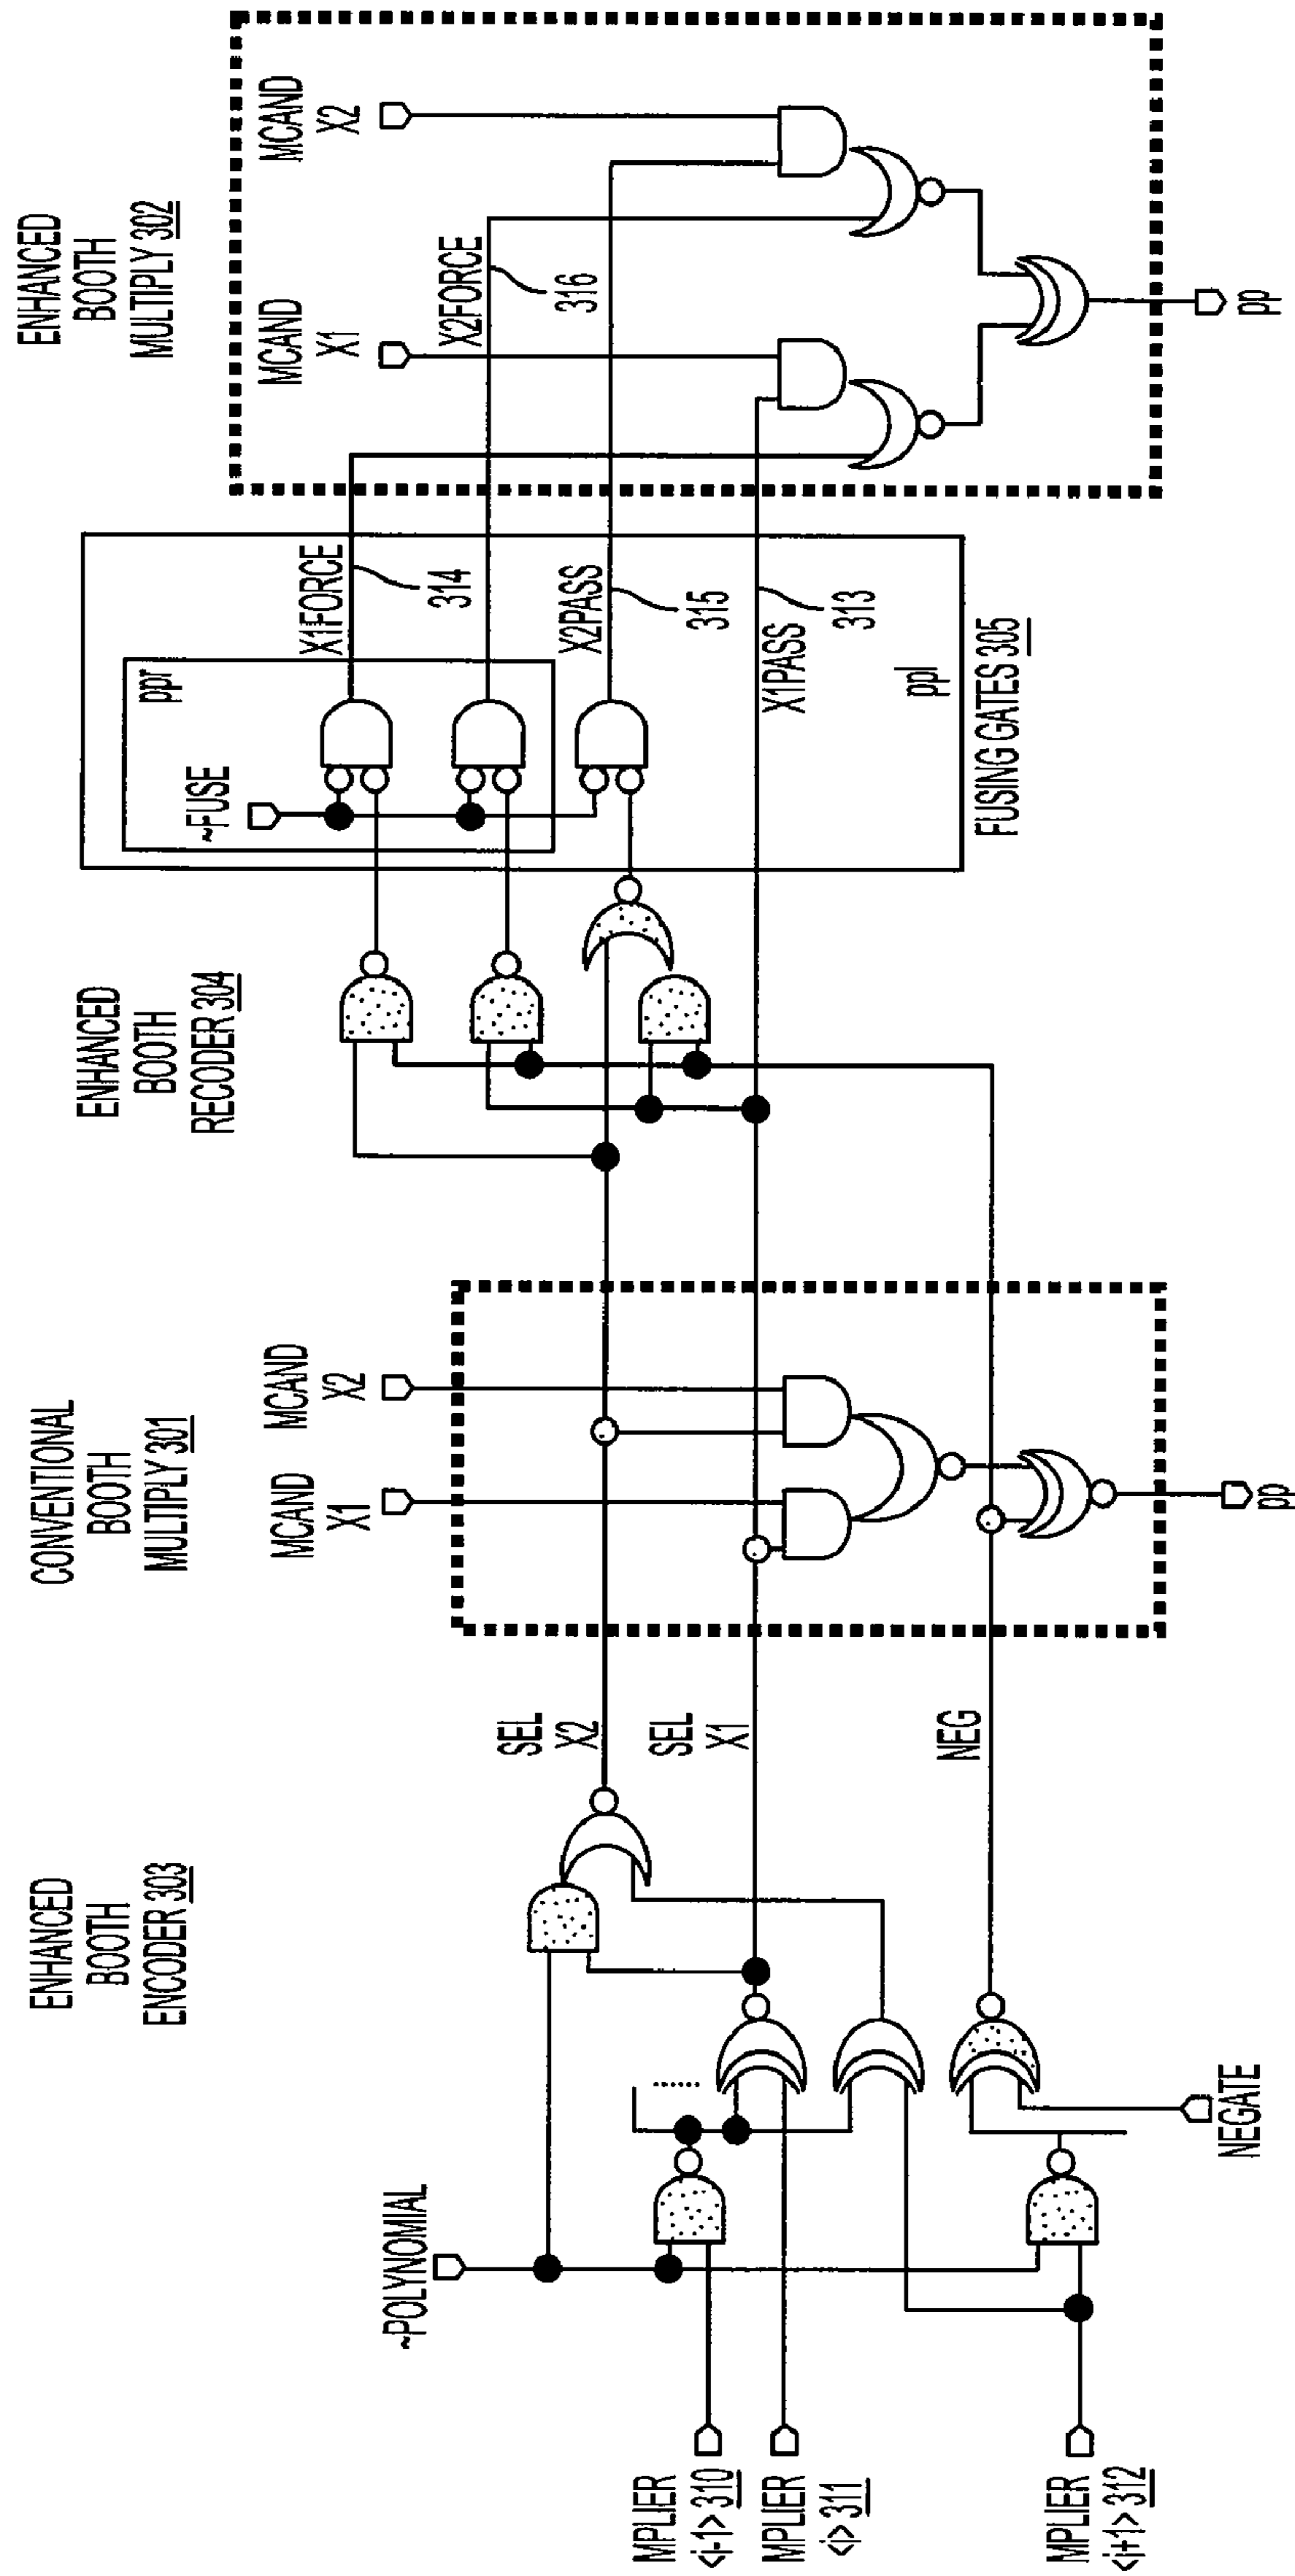 ENHANCED
BOOTH
ENCODER 303
CONVENTIONAL
BOOTH
MULTIPLY 301
ENHANCED
BOOTH
RECODER 304
ENHANCED
BOOTH
MULTIPLY 302
~POLYNOMIAL
MPLIER
<i-1> 310
MPLIER
<i> 311
MPLIER
<i+1> 312
NEGATE
SEL
X2
SEL
X1
NEG
MCAND
X1
MCAND
X2
pp
~FUSE
ppr
X1FORCE
314
X2FORCE
316
X2PASS
315
X1PASS
313
ppl
FUSING GATES 305
MCAND
X1
MCAND
X2
pp